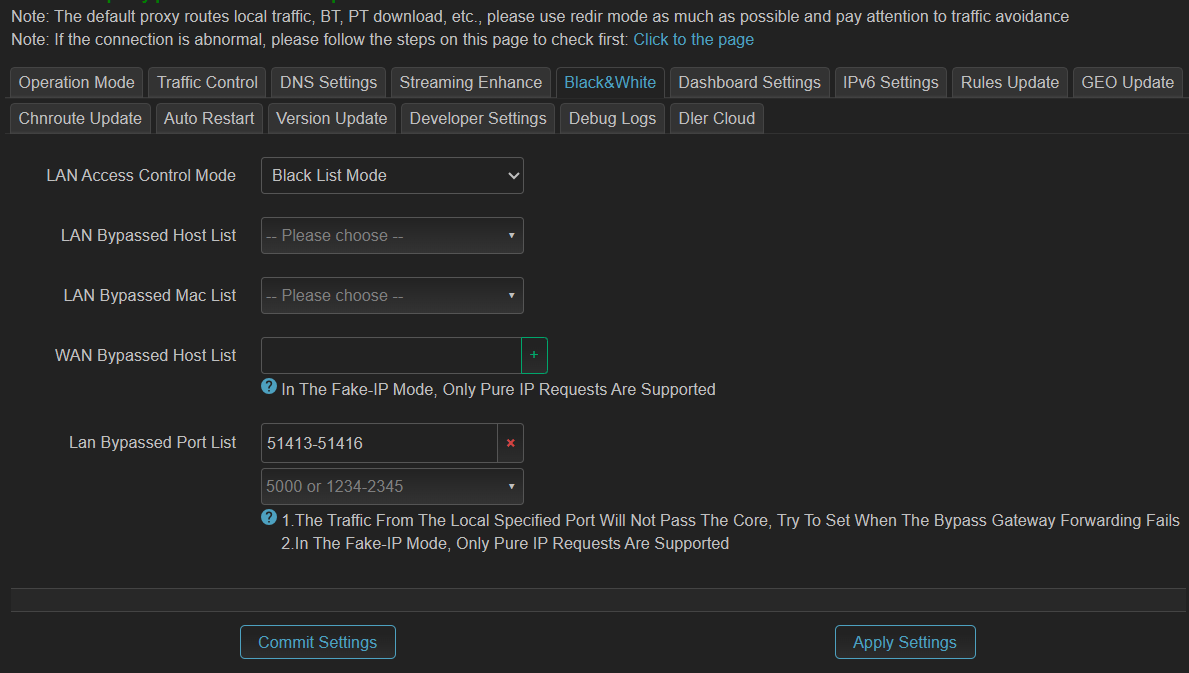 Note: The default proxy routes local traffic, BT, PT download, etc., please use redir mode as much as possible and pay attention to traffic avoidance
Note: If the connection is abnormal, please follow the steps on this page to check first: Click to the page
Operation Mode Traffic Control DNS Settings Streaming Enhance Black&White Dashboard Settings IPv6 Settings Rules Update GEO Update
Chnroute Update Auto Restart Version Update Developer Settings Debug Logs Dler Cloud
LAN Access Control Mode Black List Mode
LAN Bypassed Host List -- Please choose --
LAN Bypassed Mac List -- Please choose --
WAN Bypassed Host List +
? In The Fake-IP Mode, Only Pure IP Requests Are Supported
Lan Bypassed Port List 51413-51416 ×
5000 or 1234-2345
? 1.The Traffic From The Local Specified Port Will Not Pass The Core, Try To Set When The Bypass Gateway Forwarding Fails
2.In The Fake-IP Mode, Only Pure IP Requests Are Supported
Commit Settings Apply Settings